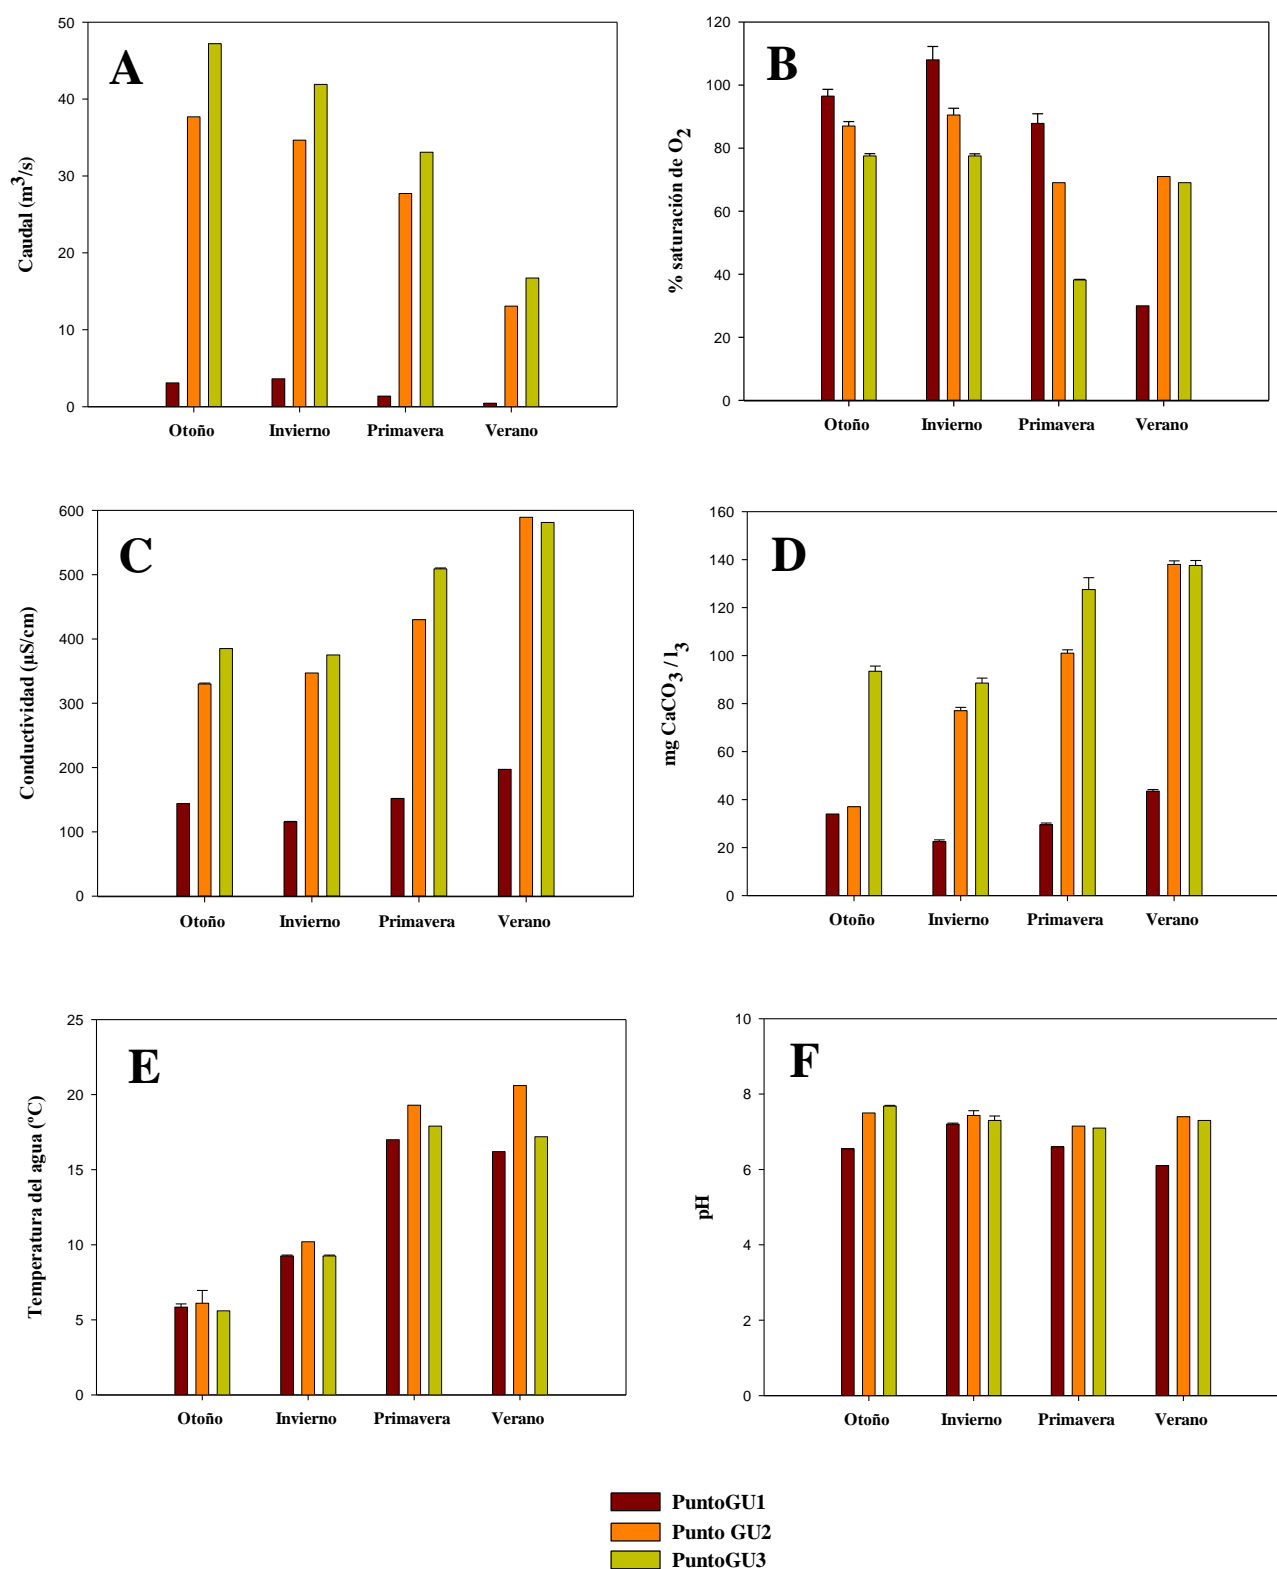 A
Caudal (m3/s)
50
40
30
20
10
0
Otoño Invierno Primavera Verano
B
% saturación de O2
120
100
80
60
40
20
0
Otoño Invierno Primavera Verano
C
Conductividad (µS/cm)
600
500
400
300
200
100
0
Otoño Invierno Primavera Verano
D
mg CaCO3 / l3
160
140
120
100
80
60
40
20
0
Otoño Invierno Primavera Verano
E
Temperatura del agua (ºC)
25
20
15
10
5
0
Otoño Invierno Primavera Verano
F
pH
10
8
6
4
2
0
Otoño Invierno Primavera Verano
PuntoGU1
Punto GU2
PuntoGU3